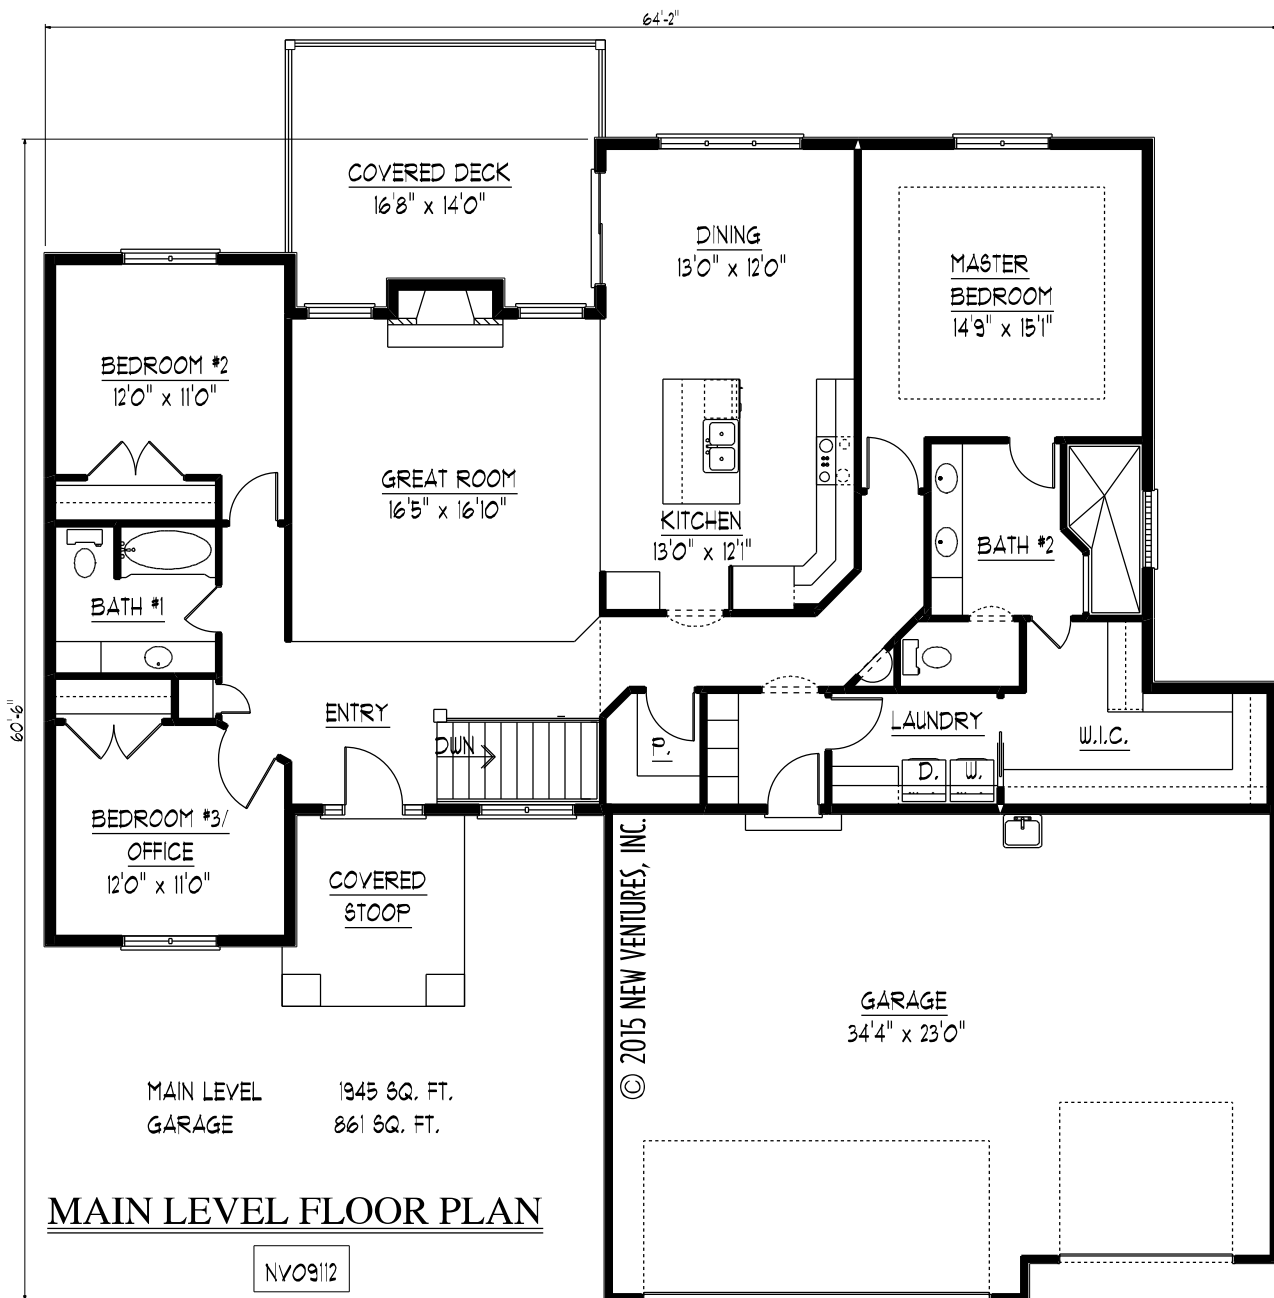 64'-2"
COVERED DECK
16'8" x 14'0"
DINING
13'0" x 12'0"
MASTER
BEDROOM
14'9" x 15'1"
BEDROOM #2
12'0" x 11'0"
GREAT ROOM
16'5" x 16'10"
KITCHEN
13'0" x 12'1"
BATH #2
BATH #1
60'-6"
ENTRY
DWN
P.
LAUNDRY
W.I.C.
D.
W.
BEDROOM #3/
OFFICE
12'0" x 11'0"
COVERED
STOOP
© 2015 NEW VENTURES, INC.
GARAGE
34'4" x 23'0"
MAIN LEVEL 1945 SQ. FT.
GARAGE 861 SQ. FT.
MAIN LEVEL FLOOR PLAN
NV09112